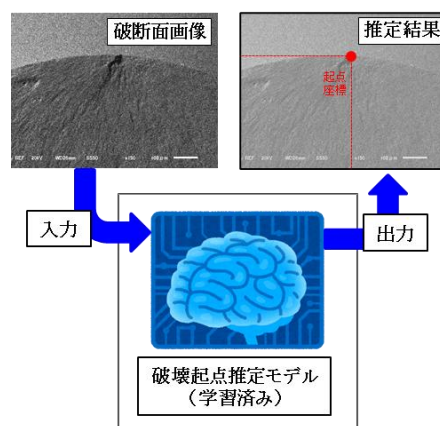 破断面画像
推定結果
起点
座標
入力
出力
破壊起点推定モデル
（学習済み）